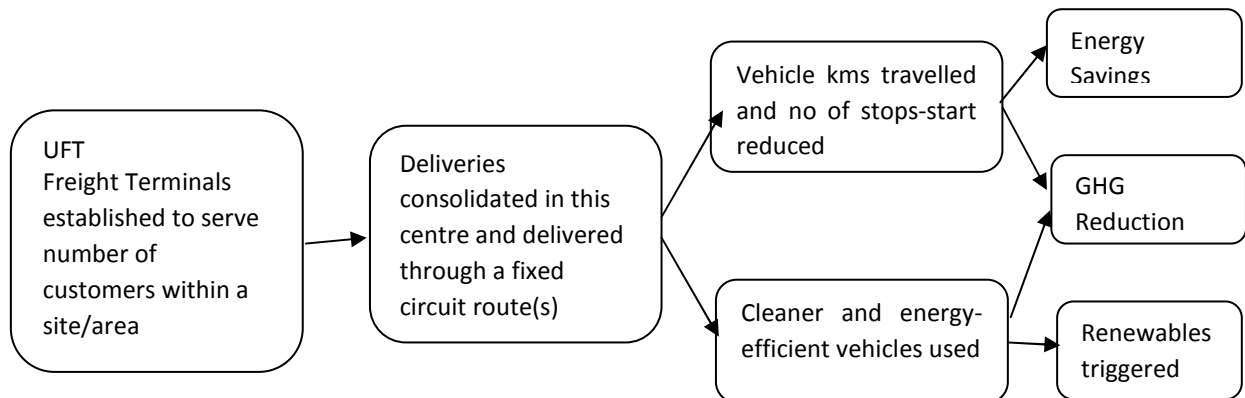 UFT
Freight Terminals
established to serve
number of
customers within a
site/area
Deliveries
consolidated in this
centre and delivered
through a fixed
circuit route(s)
Vehicle kms travelled
and no of stops-start
reduced
Cleaner and energy-
efficient vehicles used
Energy
Savings
GHG
Reduction
Renewables
triggered